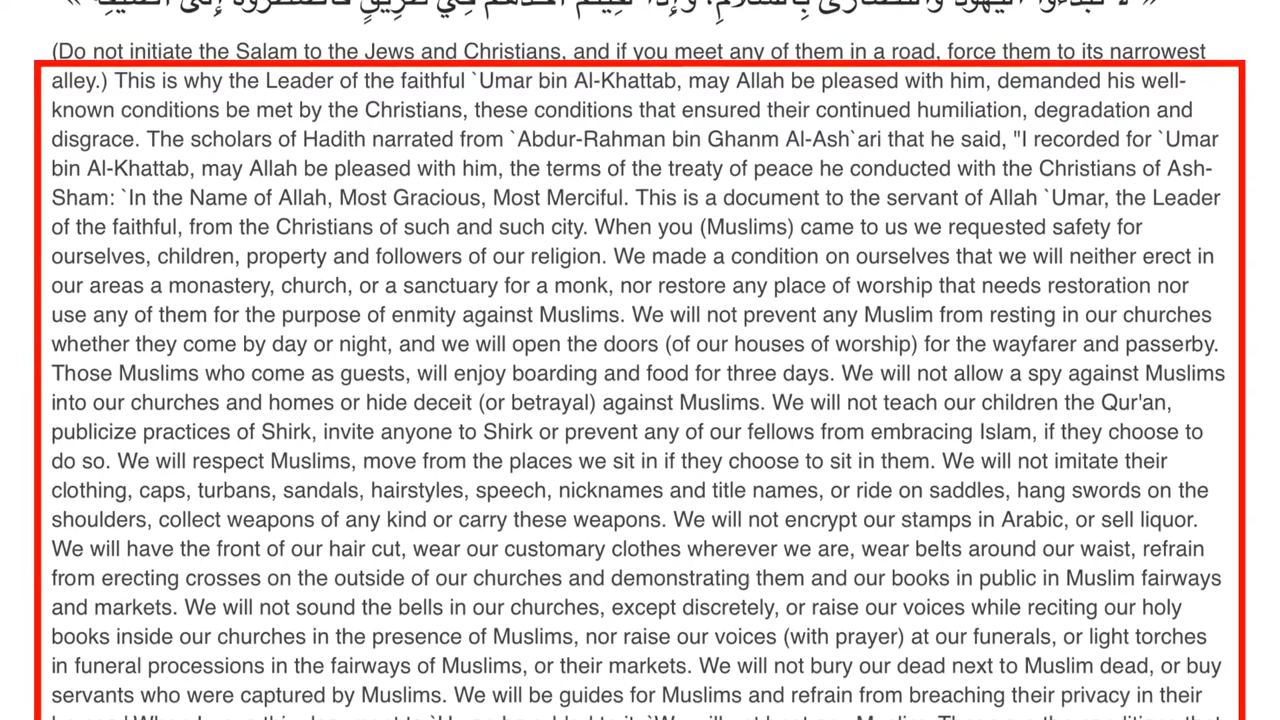 » لا تبدءوا اليهود والنصارى بالسلام، وإذا لقيتم أحدهم في طريق فاضطروه إلى أضيقه «
(Do not initiate the Salam to the Jews and Christians, and if you meet any of them in a road, force them to its narrowest
alley.) This is why the Leader of the faithful `Umar bin Al-Khattab, may Allah be pleased with him, demanded his well-
known conditions be met by the Christians, these conditions that ensured their continued humiliation, degradation and
disgrace. The scholars of Hadith narrated from `Abdur-Rahman bin Ghanm Al-Ash`ari that he said, "I recorded for `Umar
bin Al-Khattab, may Allah be pleased with him, the terms of the treaty of peace he conducted with the Christians of Ash-
Sham: `In the Name of Allah, Most Gracious, Most Merciful. This is a document to the servant of Allah `Umar, the Leader
of the faithful, from the Christians of such and such city. When you (Muslims) came to us we requested safety for
ourselves, children, property and followers of our religion. We made a condition on ourselves that we will neither erect in
our areas a monastery, church, or a sanctuary for a monk, nor restore any place of worship that needs restoration nor
use any of them for the purpose of enmity against Muslims. We will not prevent any Muslim from resting in our churches
whether they come by day or night, and we will open the doors (of our houses of worship) for the wayfarer and passerby.
Those Muslims who come as guests, will enjoy boarding and food for three days. We will not allow a spy against Muslims
into our churches and homes or hide deceit (or betrayal) against Muslims. We will not teach our children the Qur'an,
publicize practices of Shirk, invite anyone to Shirk or prevent any of our fellows from embracing Islam, if they choose to
do so. We will respect Muslims, move from the places we sit in if they choose to sit in them. We will not imitate their
clothing, caps, turbans, sandals, hairstyles, speech, nicknames and title names, or ride on saddles, hang swords on the
shoulders, collect weapons of any kind or carry these weapons. We will not encrypt our stamps in Arabic, or sell liquor.
We will have the front of our hair cut, wear our customary clothes wherever we are, wear belts around our waist, refrain
from erecting crosses on the outside of our churches and demonstrating them and our books in public in Muslim fairways
and markets. We will not sound the bells in our churches, except discretely, or raise our voices while reciting our holy
books inside our churches in the presence of Muslims, nor raise our voices (with prayer) at our funerals, or light torches
in funeral processions in the fairways of Muslims, or their markets. We will not bury our dead next to Muslim dead, or buy
servants who were captured by Muslims. We will be guides for Muslims and refrain from breaching their privacy in their